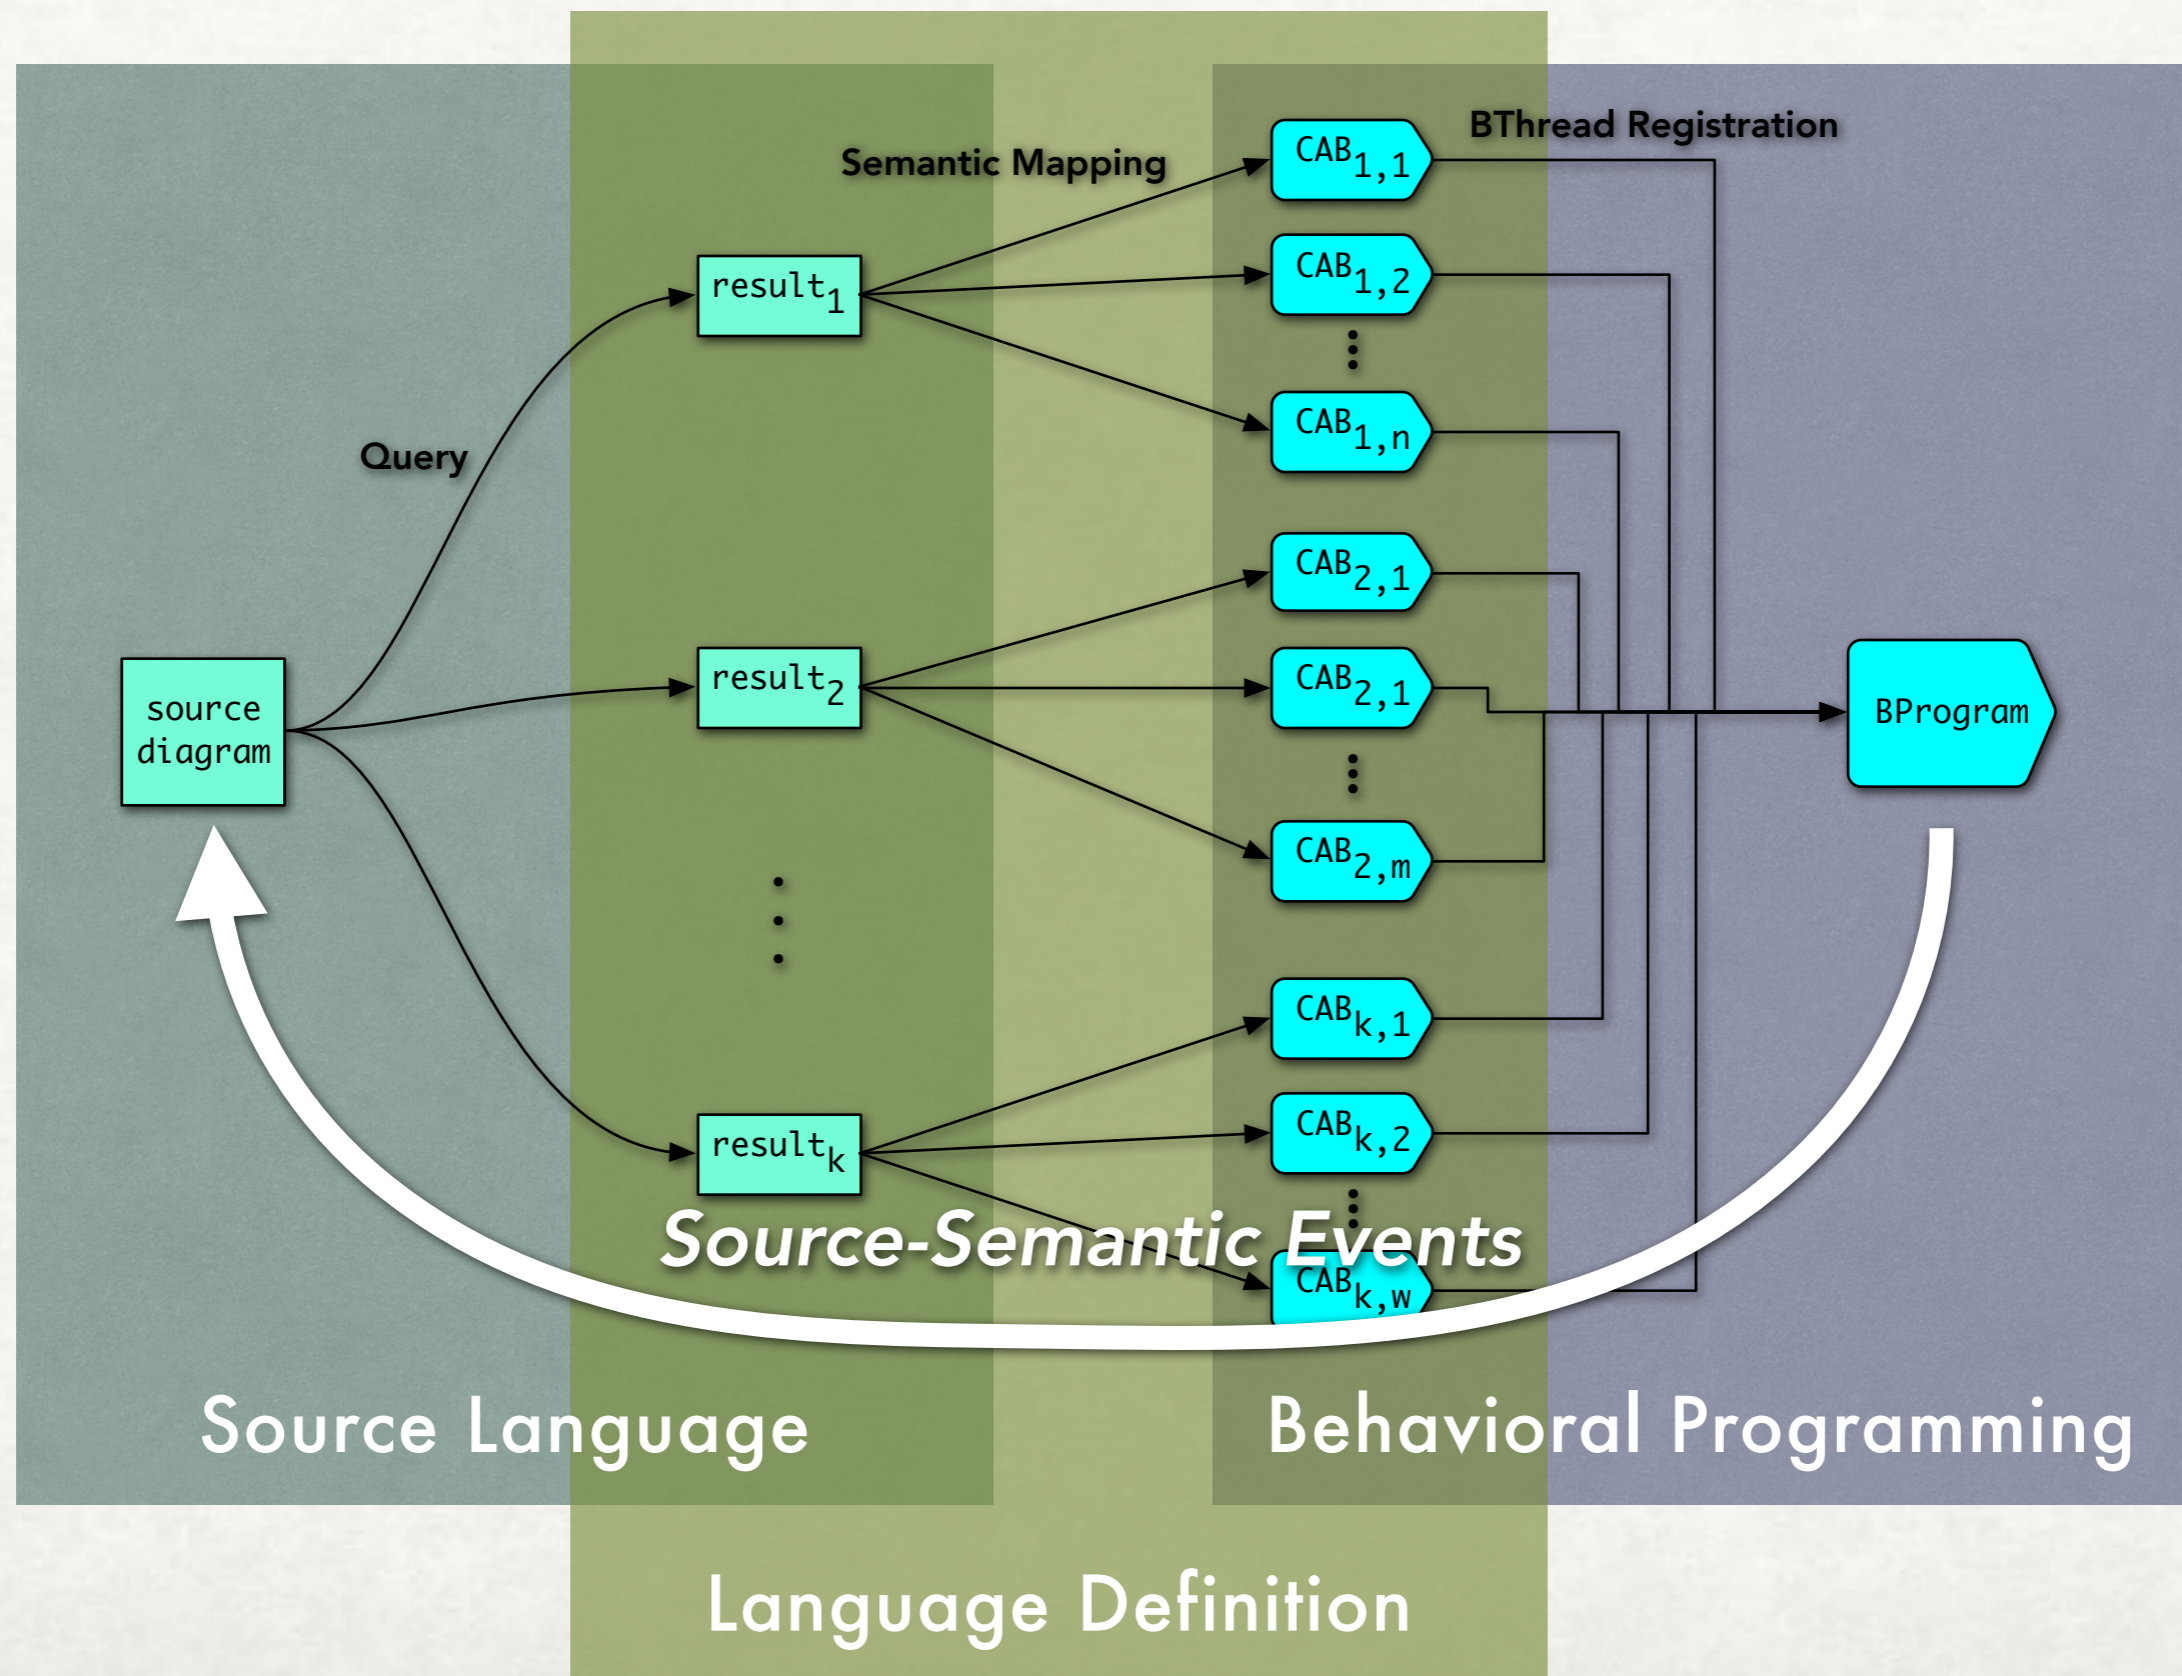 BThread Registration
Semantic Mapping
CAB1,1
CAB1,2
result1
CAB1,n
Query
CAB2,1
result2
CAB2,1
source
diagram
BProgram
CAB2,m
CABk,1
CABk,2
resultk
Source-Semantic Events
CABk,w
Source Language
Behavioral Programming
Language Definition